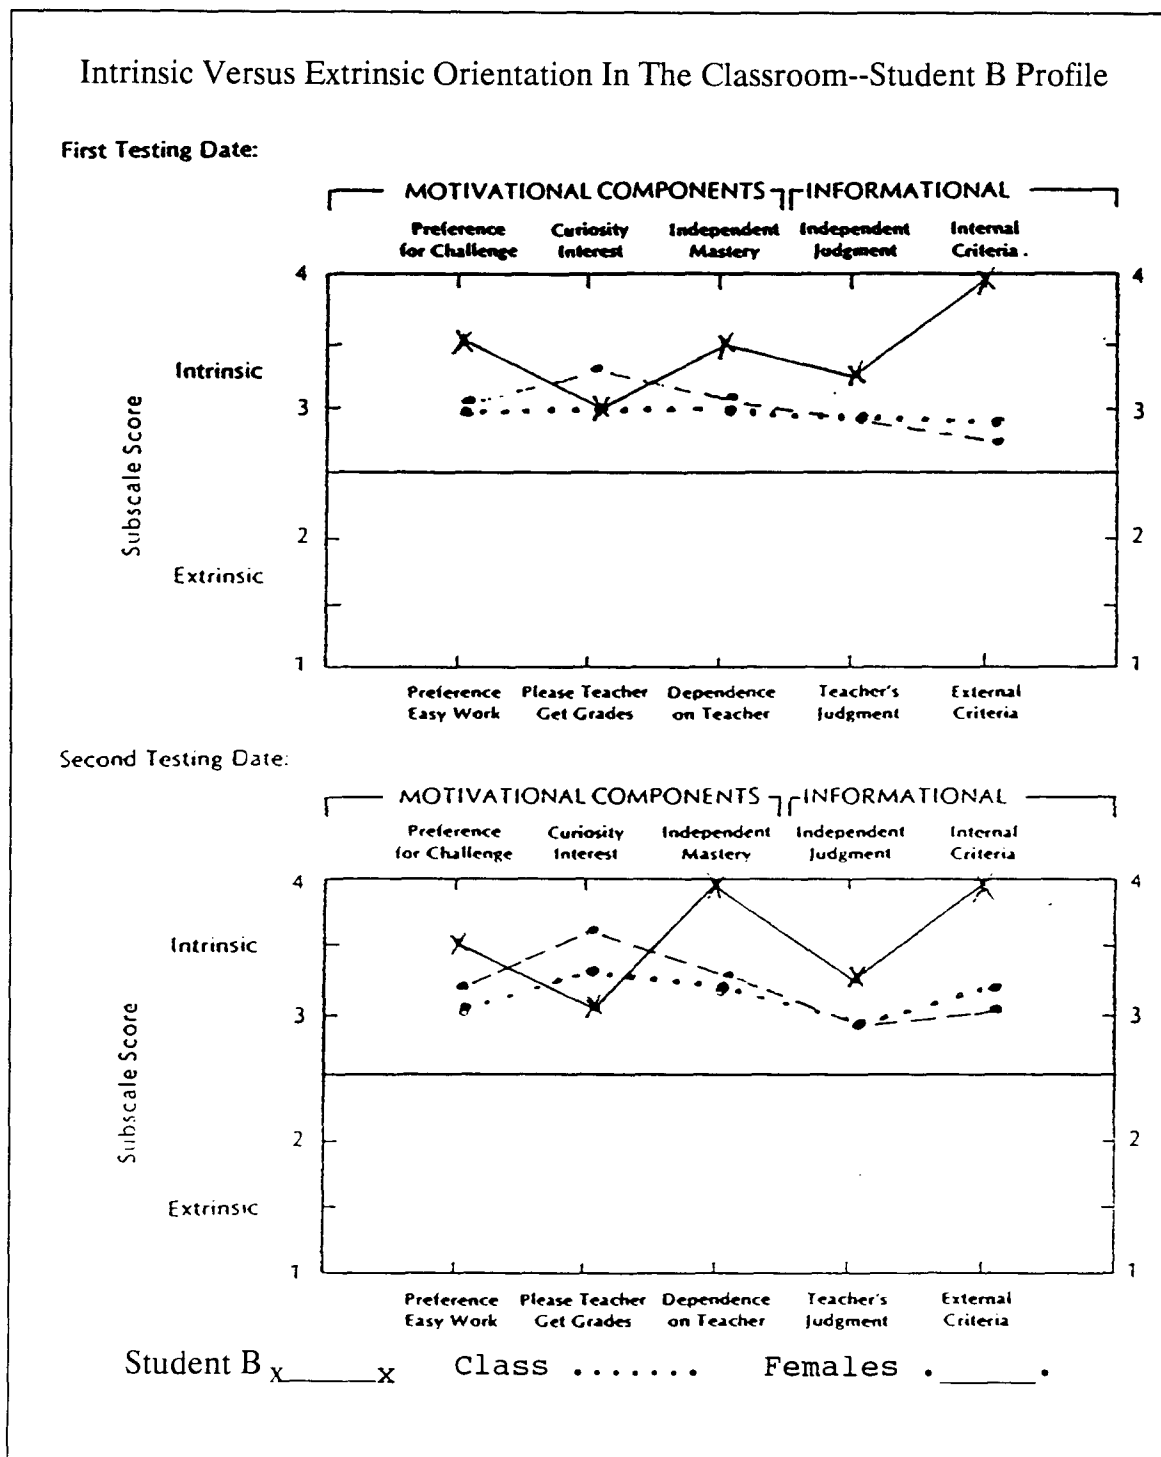 Intrinsic Versus Extrinsic Orientation In The Classroom--Student B Profile
First Testing Date:
MOTIVATIONAL COMPONENTS INFORMATIONAL
Preference Curiosity Independent Independent Internal
for Challenge Interest Mastery Judgment Criteria .
4 4
Intrinsic
3 3
Subscale Score
2 2
Extrinsic
1 1
Preference Please Teacher Dependence Teacher's External
Easy Work Get Grades on Teacher Judgment Criteria
Second Testing Date:
MOTIVATIONAL COMPONENTS INFORMATIONAL
Preference Curiosity Independent Independent Internal
for Challenge Interest Mastery Judgment Criteria
4 4
Intrinsic
3 3
Subscale Score
2 2
Extrinsic
1 1
Preference Please Teacher Dependence Teacher's External
Easy Work Get Grades on Teacher Judgment Criteria
Student B x_____x Class ....... Females ._____.